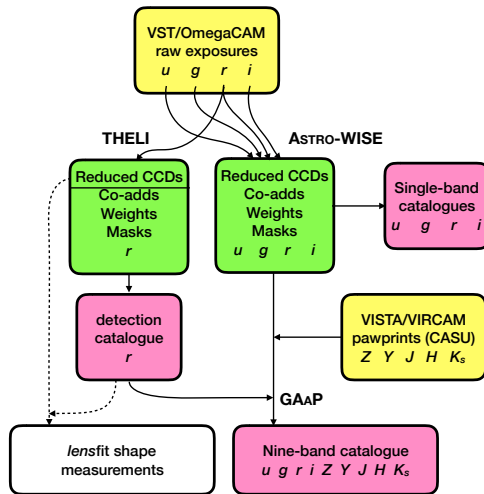 VST/OmegaCAM
raw exposures
u g r i
THELI
ASTRO-WISE
Reduced CCDs
Co-adds
Weights
Masks
r
Reduced CCDs
Co-adds
Weights
Masks
u g r i
Single-band
catalogues
u g r i
detection
catalogue
r
VISTA/VIRCAM
pawprints (CASU)
Z Y J H Ks
GAaP
lensfit shape
measurements
Nine-band catalogue
u g r i Z Y J H Ks